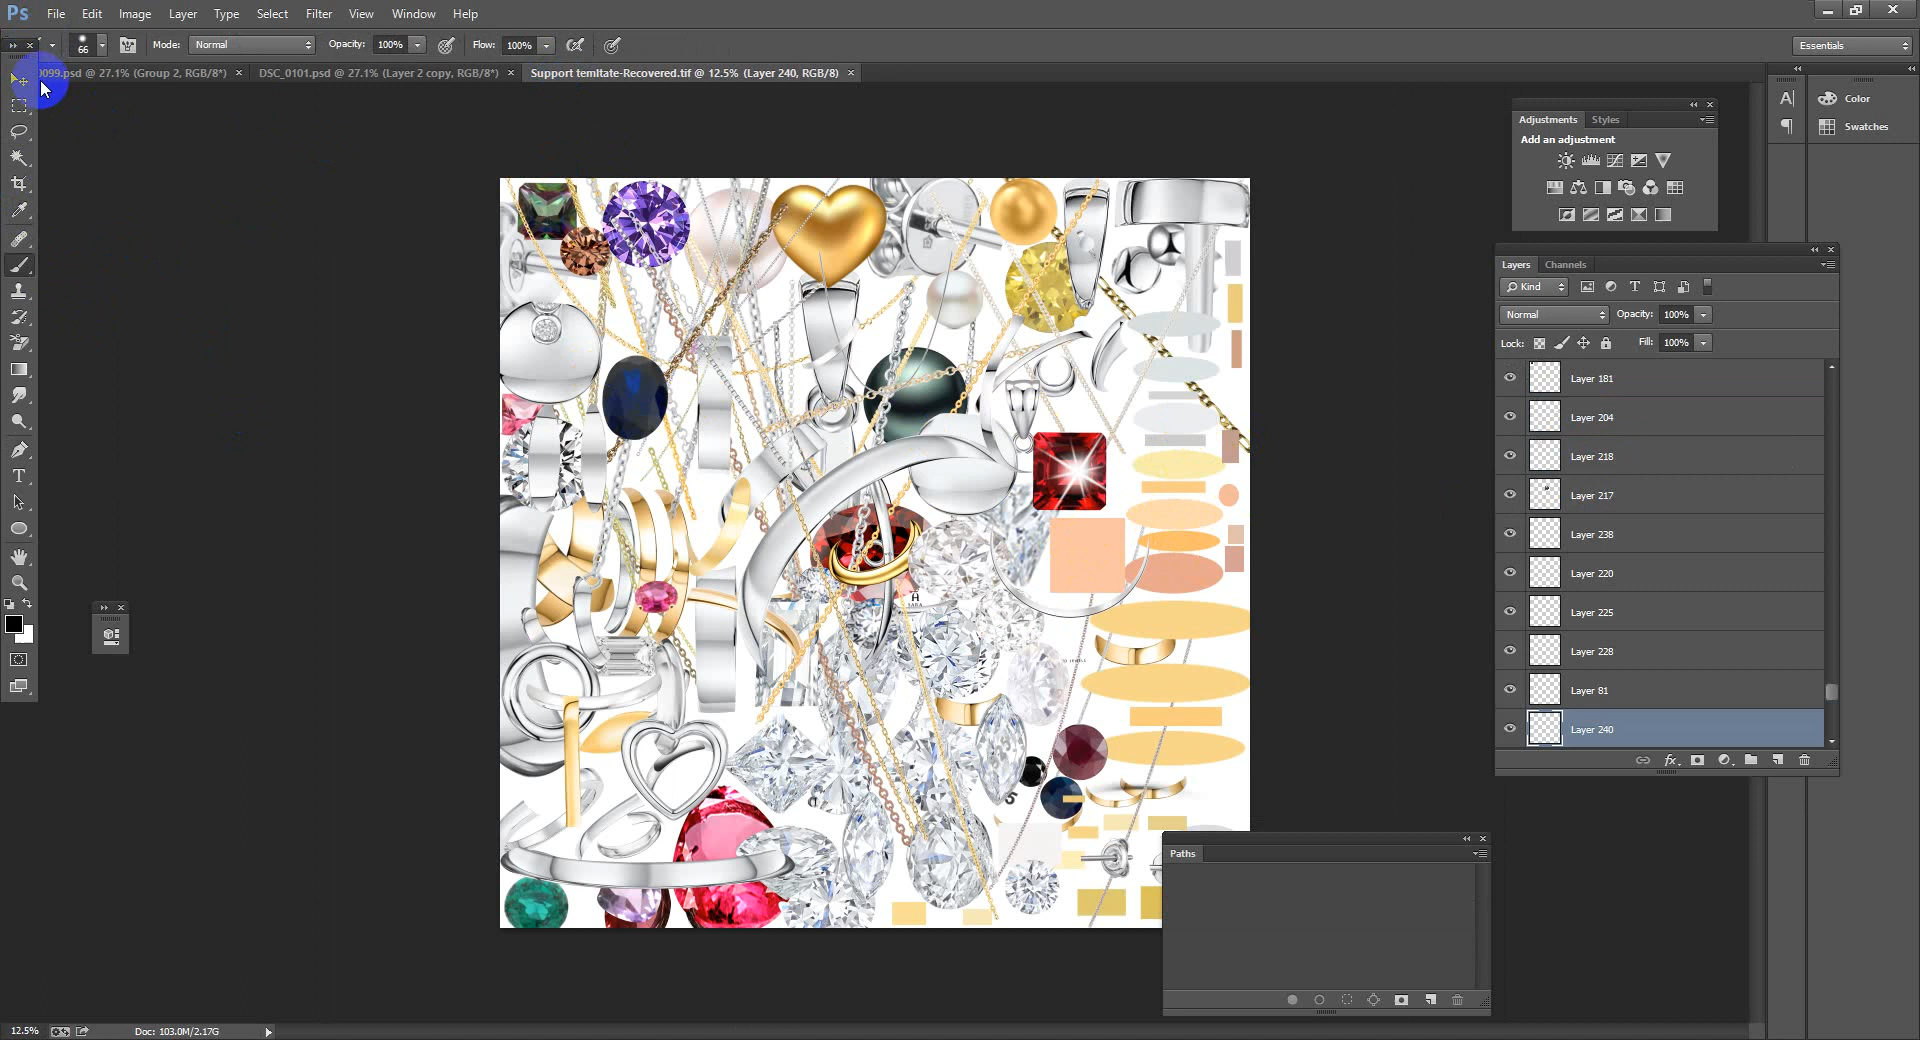 Ps File Edit Image Layer Type Select Filter View Window Help
66 Mode: Normal Opacity: 100% Flow: 100% Essentials
0099.psd @ 27.1% (Group 2, RGB/8*) × DSC_0101.psd @ 27.1% (Layer 2 copy, RGB/8*) × Support temltate-Recovered.tif @ 12.5% (Layer 240, RGB/8) ×
Color
Swatches
Adjustments Styles
Add an adjustment
Layers Channels
Kind
Normal Opacity: 100%
Lock: Fill: 100%
Layer 181
Layer 204
Layer 218
Layer 217
Layer 238
Layer 220
Layer 225
Layer 228
Layer 81
Layer 240
fx
Paths
5
12.5% Doc: 103.0M/2.17G